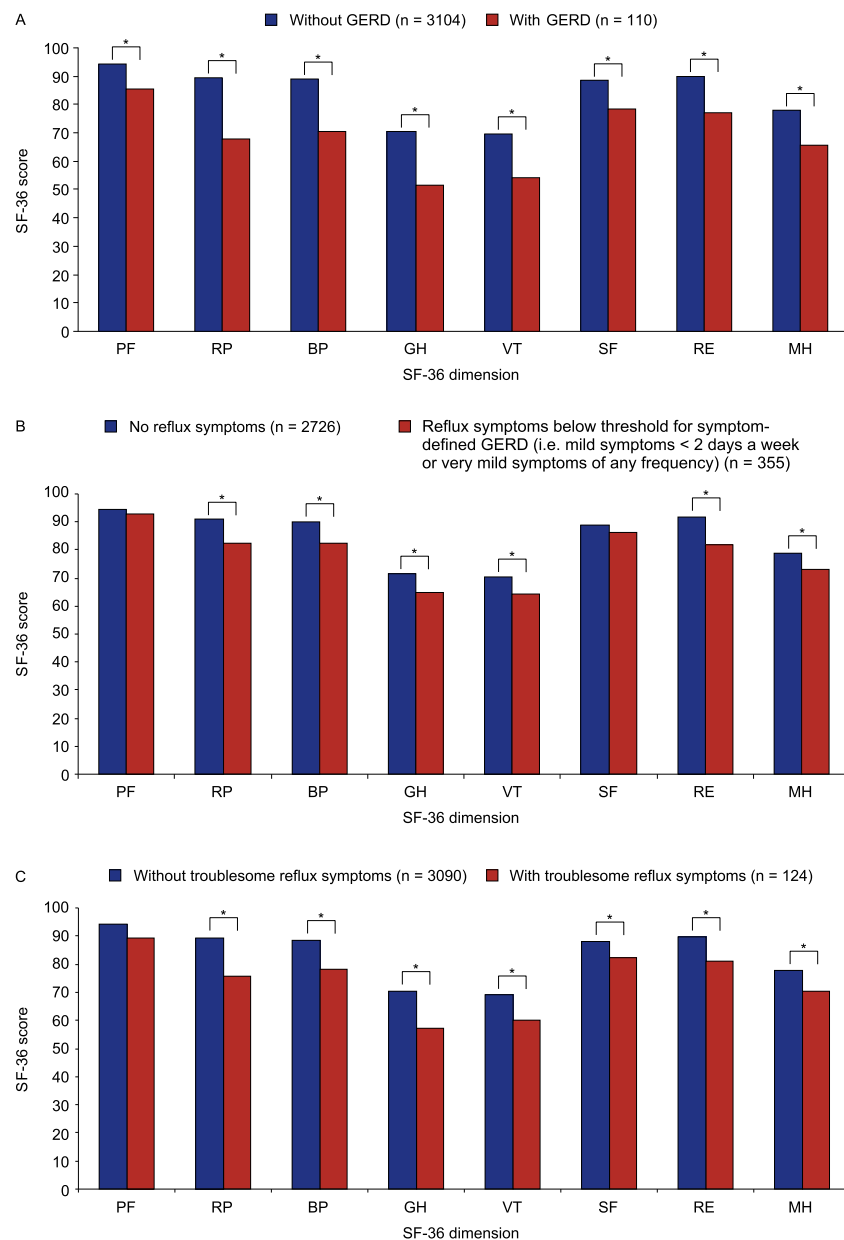 A
Without GERD (n = 3104) With GERD (n = 110)
SF-36 score
100
90
80
70
60
50
40
30
20
10
0
* * * * * * * *
PF RP BP GH VT SF RE MH
SF-36 dimension
B
No reflux symptoms (n = 2726)
Reflux symptoms below threshold for symptom-
defined GERD (i.e. mild symptoms < 2 days a week
or very mild symptoms of any frequency) (n = 355)
SF-36 score
100
90
80
70
60
50
40
30
20
10
0
* * * * * *
PF RP BP GH VT SF RE MH
SF-36 dimension
C
Without troublesome reflux symptoms (n = 3090) With troublesome reflux symptoms (n = 124)
SF-36 score
100
90
80
70
60
50
40
30
20
10
0
* * * * * * *
PF RP BP GH VT SF RE MH
SF-36 dimension